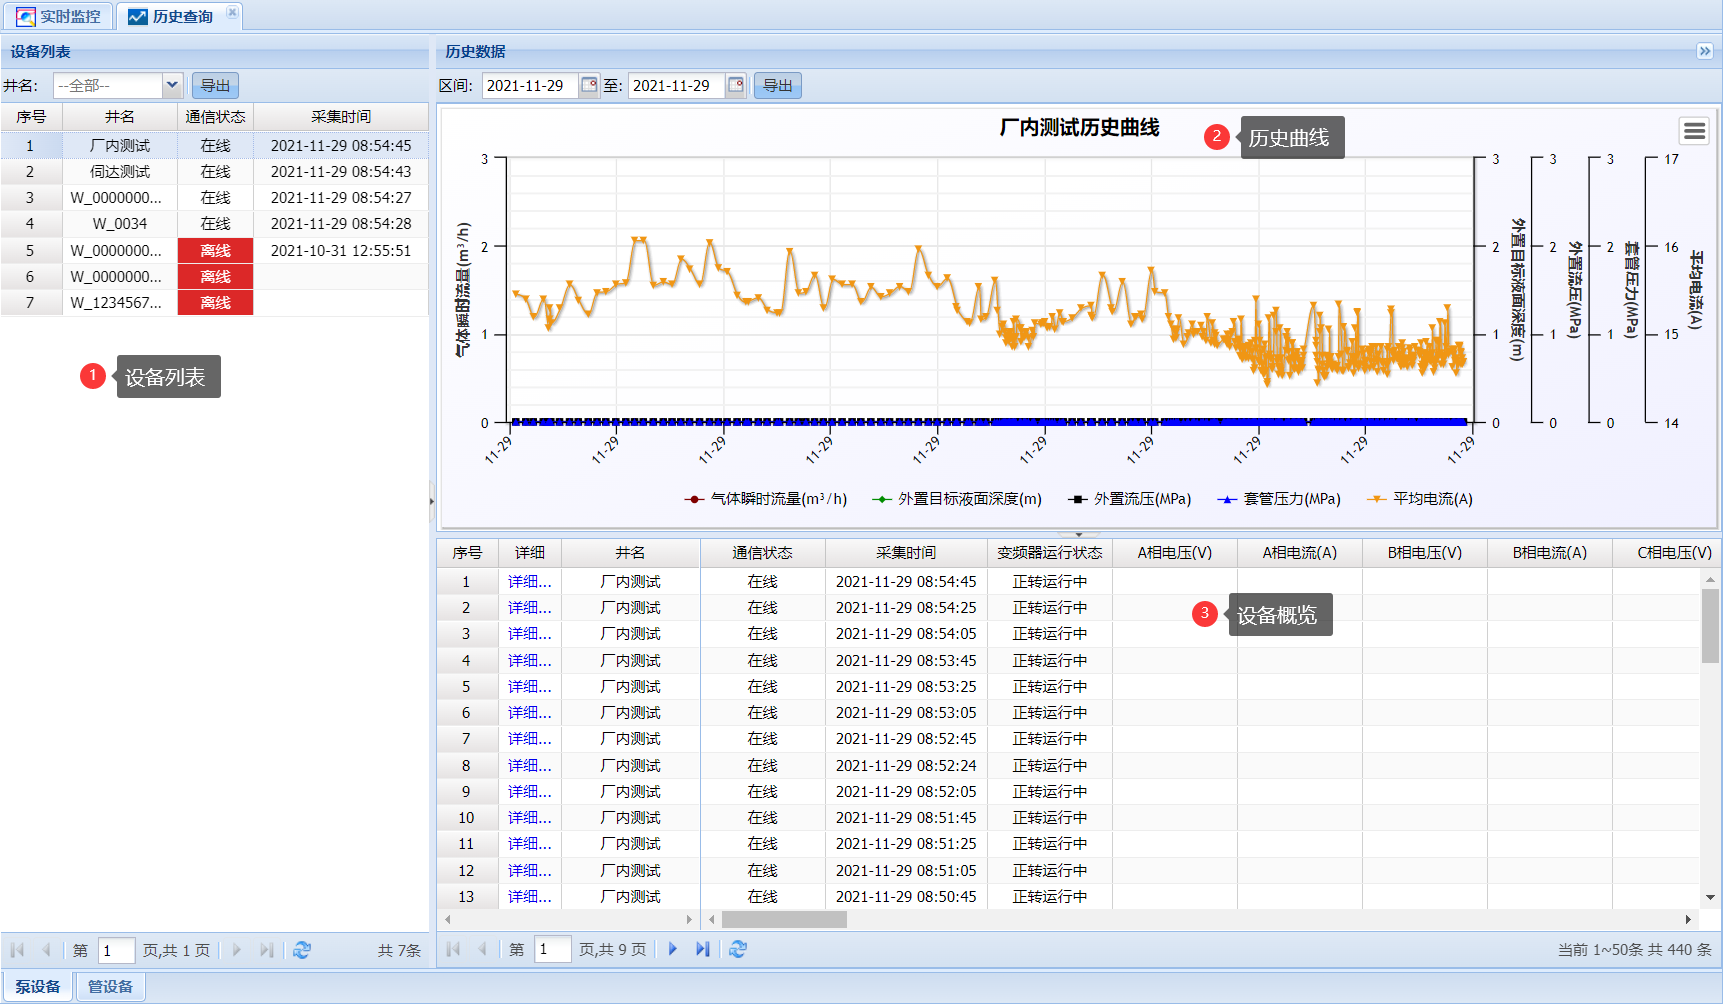 实时监控 历史查询
设备列表
井名: --全部-- 导出
序号 井名 通信状态 采集时间
1 厂内测试 在线 2021-11-29 08:54:45
2 伺达测试 在线 2021-11-29 08:54:43
3 W_0000000... 在线 2021-11-29 08:54:27
4 W_0034 在线 2021-11-29 08:54:28
5 W_0000000... 离线 2021-10-31 12:55:51
6 W_0000000... 离线
7 W_1234567... 离线
1 设备列表
第 1 页,共 1 页 共 7条
历史数据
区间: 2021-11-29 至: 2021-11-29 导出
厂内测试历史曲线
2 历史曲线
气体瞬时流量(m³/h)
3
2
1
0
11-29 11-29 11-29 11-29 11-29 11-29 11-29 11-29 11-29 11-29
3
2
1
0
外置目标液面深度(m)
3
2
1
0
外置流压(MPa)
3
2
1
0
套管压力(MPa)
17
16
15
14
平均电流(A)
气体瞬时流量(m³/h) 外置目标液面深度(m) 外置流压(MPa) 套管压力(MPa) 平均电流(A)
序号 详细 井名 通信状态 采集时间 变频器运行状态 A相电压(V) A相电流(A) B相电压(V) B相电流(A) C相电压(V)
1 详细... 厂内测试 在线 2021-11-29 08:54:45 正转运行中
2 详细... 厂内测试 在线 2021-11-29 08:54:25 正转运行中
3 详细... 厂内测试 在线 2021-11-29 08:54:05 正转运行中
4 详细... 厂内测试 在线 2021-11-29 08:53:45 正转运行中
5 详细... 厂内测试 在线 2021-11-29 08:53:25 正转运行中
6 详细... 厂内测试 在线 2021-11-29 08:53:05 正转运行中
7 详细... 厂内测试 在线 2021-11-29 08:52:45 正转运行中
8 详细... 厂内测试 在线 2021-11-29 08:52:24 正转运行中
9 详细... 厂内测试 在线 2021-11-29 08:52:05 正转运行中
10 详细... 厂内测试 在线 2021-11-29 08:51:45 正转运行中
11 详细... 厂内测试 在线 2021-11-29 08:51:25 正转运行中
12 详细... 厂内测试 在线 2021-11-29 08:51:05 正转运行中
13 详细... 厂内测试 在线 2021-11-29 08:50:45 正转运行中
3 设备概览
第 1 页,共 9 页 当前 1~50条 共 440 条
泵设备 管设备